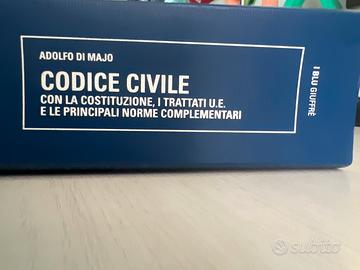 ADOLFO DI MAJO
CODICE CIVILE
CON LA COSTITUZIONE, I TRATTATI U.E.
E LE PRINCIPALI NORME COMPLEMENTARI
I BLU GIUFFRÈ
subito